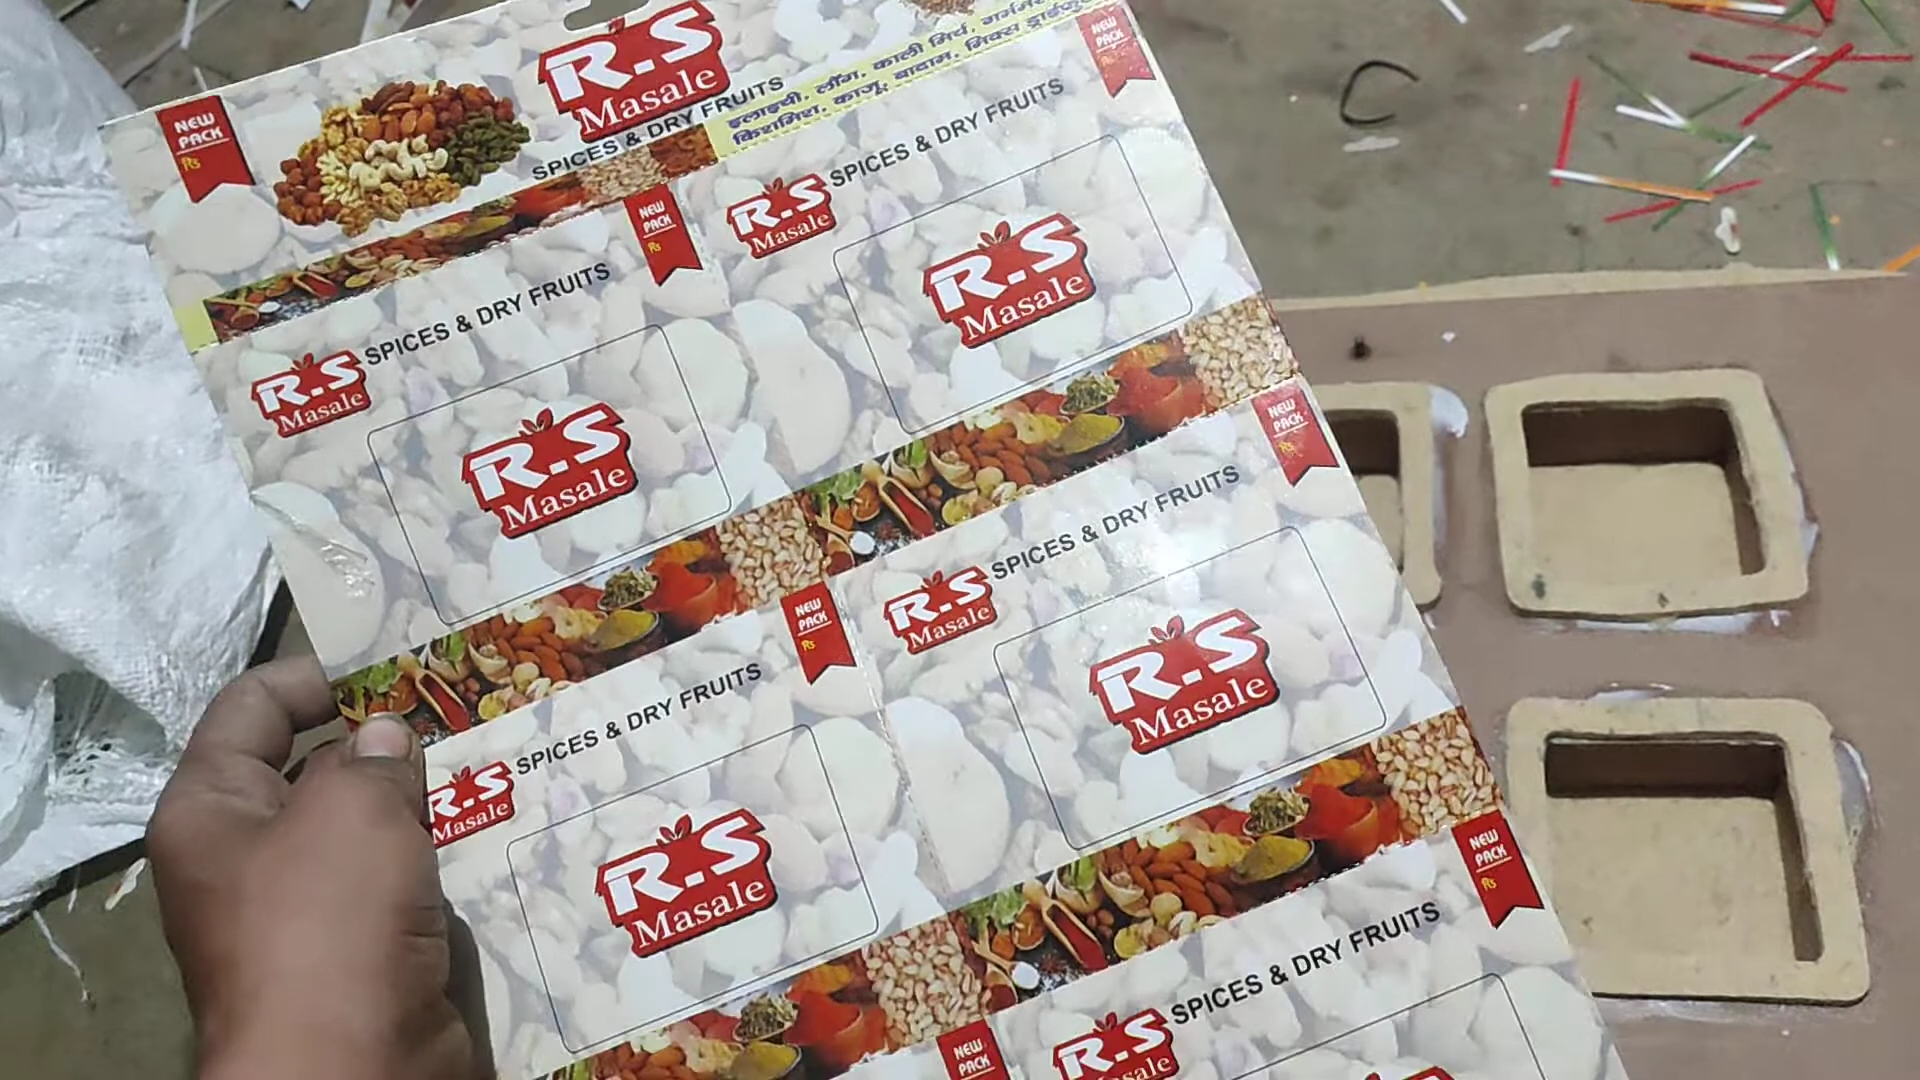 R.S
Masale
SPICES & DRY FRUITS
NEW
PACK
Rs
इलायची, लौंग, काली मिर्च,
किशमिश, काजू, बादाम, मिक्स
NEW
PACK
R.S
Masale
SPICES & DRY FRUITS
R.S
Masale
NEW
PACK
Rs
R.S
Masale
SPICES & DRY FRUITS
R.S
Masale
NEW
PACK
Rs
R.S
Masale
SPICES & DRY FRUITS
R.S
Masale
NEW
PACK
Rs
R.S
Masale
SPICES & DRY FRUITS
R.S
Masale
NEW
PACK
Rs
R.S
SPICES & DRY FRUITS
NEW
PACK